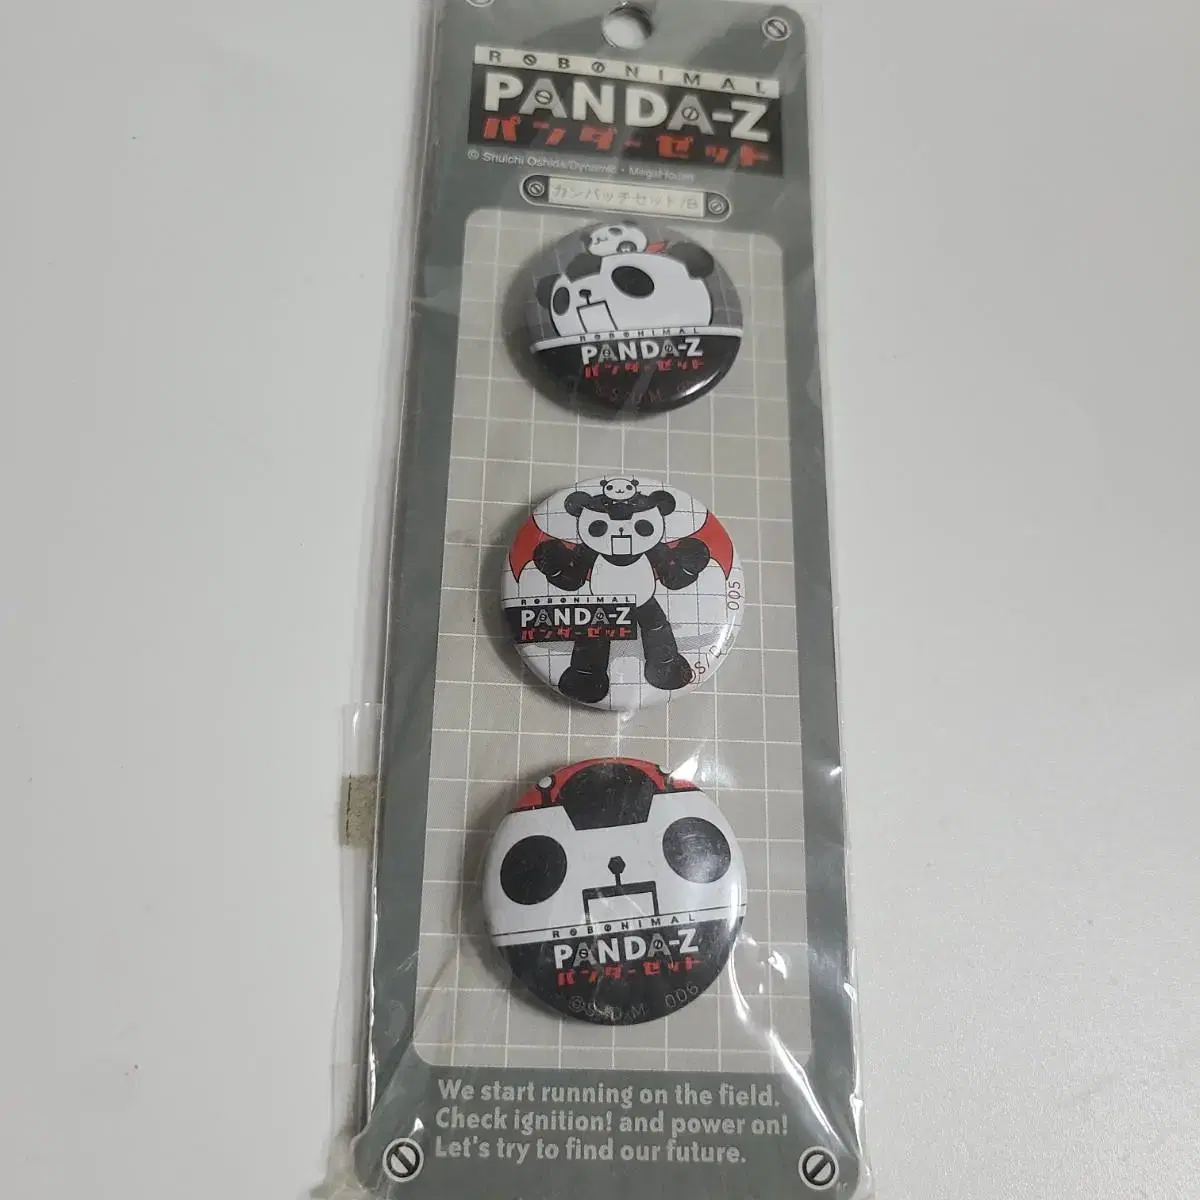 ROBONIMAL
PANDA-Z
パンダーゼット
© Shuichi Oshida/Dynamic・MegaHouse
カンバッチセット/B
ROBONIMAL
PANDA-Z
パンダーゼット
ROBONIMAL
PANDA-Z
パンダーゼット
005
ROBONIMAL
PANDA-Z
パンダーゼット
©S/D.M 006
We start running on the field.
Check ignition! and power on!
Let's try to find our future.